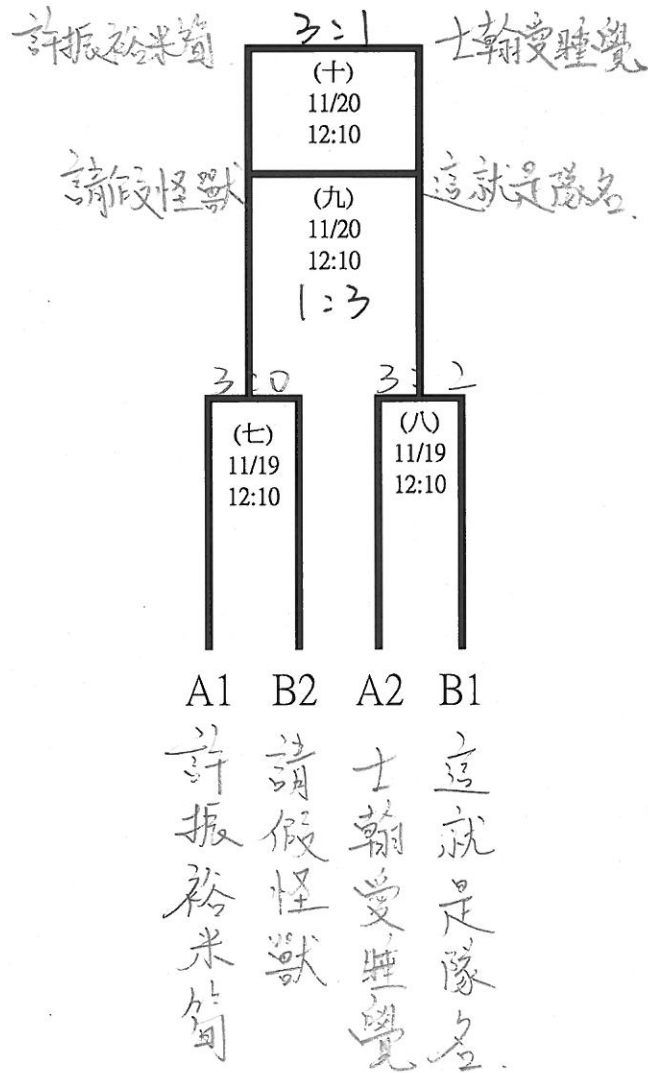 許振裕米筍 3:1 士翰愛睡覺
(十)
11/20
12:10
請假怪獸 這就是隊名.
(九)
11/20
12:10
1:3
3:0 3:2
(七) (八)
11/19 11/19
12:10 12:10
A1 B2 A2 B1
許振裕米筍
請假怪獸
士翰愛睡覺
這就是隊名.